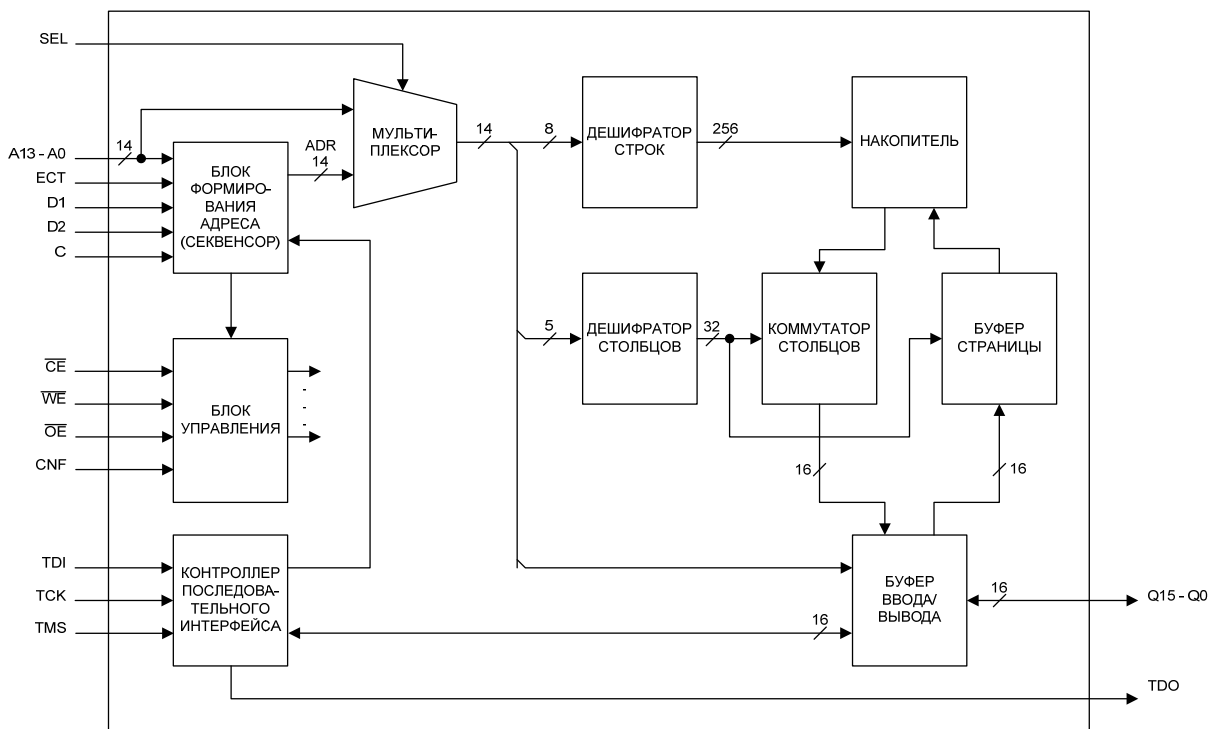 SEL
A13 - A0
14
ECT
D1
D2
C
БЛОК
ФОРМИРО-
ВАНИЯ
АДРЕСА
(СЕКВЕНСОР)
ADR
14
МУЛЬТИ-
ПЛЕКСОР
14
8
ДЕШИФРАТОР
СТРОК
256
НАКОПИТЕЛЬ
5
ДЕШИФРАТОР
СТОЛБЦОВ
32
КОММУТАТОР
СТОЛБЦОВ
БУФЕР
СТРАНИЦЫ
CE
WE
OE
CNF
БЛОК
УПРАВЛЕНИЯ
16
16
TDI
TCK
TMS
КОНТРОЛЛЕР
ПОСЛЕДОВА-
ТЕЛЬНОГО
ИНТЕРФЕЙСА
16
БУФЕР
ВВОДА/
ВЫВОДА
16
Q15 - Q0
TDO